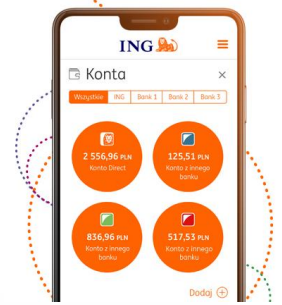 ING
Konta
Wszystkie ING Bank 1 Bank 2 Bank 3
2 556,96 PLN
Konto Direct
125,51 PLN
Konto z innego
banku
836,96 PLN
Konto z innego
banku
517,53 PLN
Konto z innego
banku
Dodaj